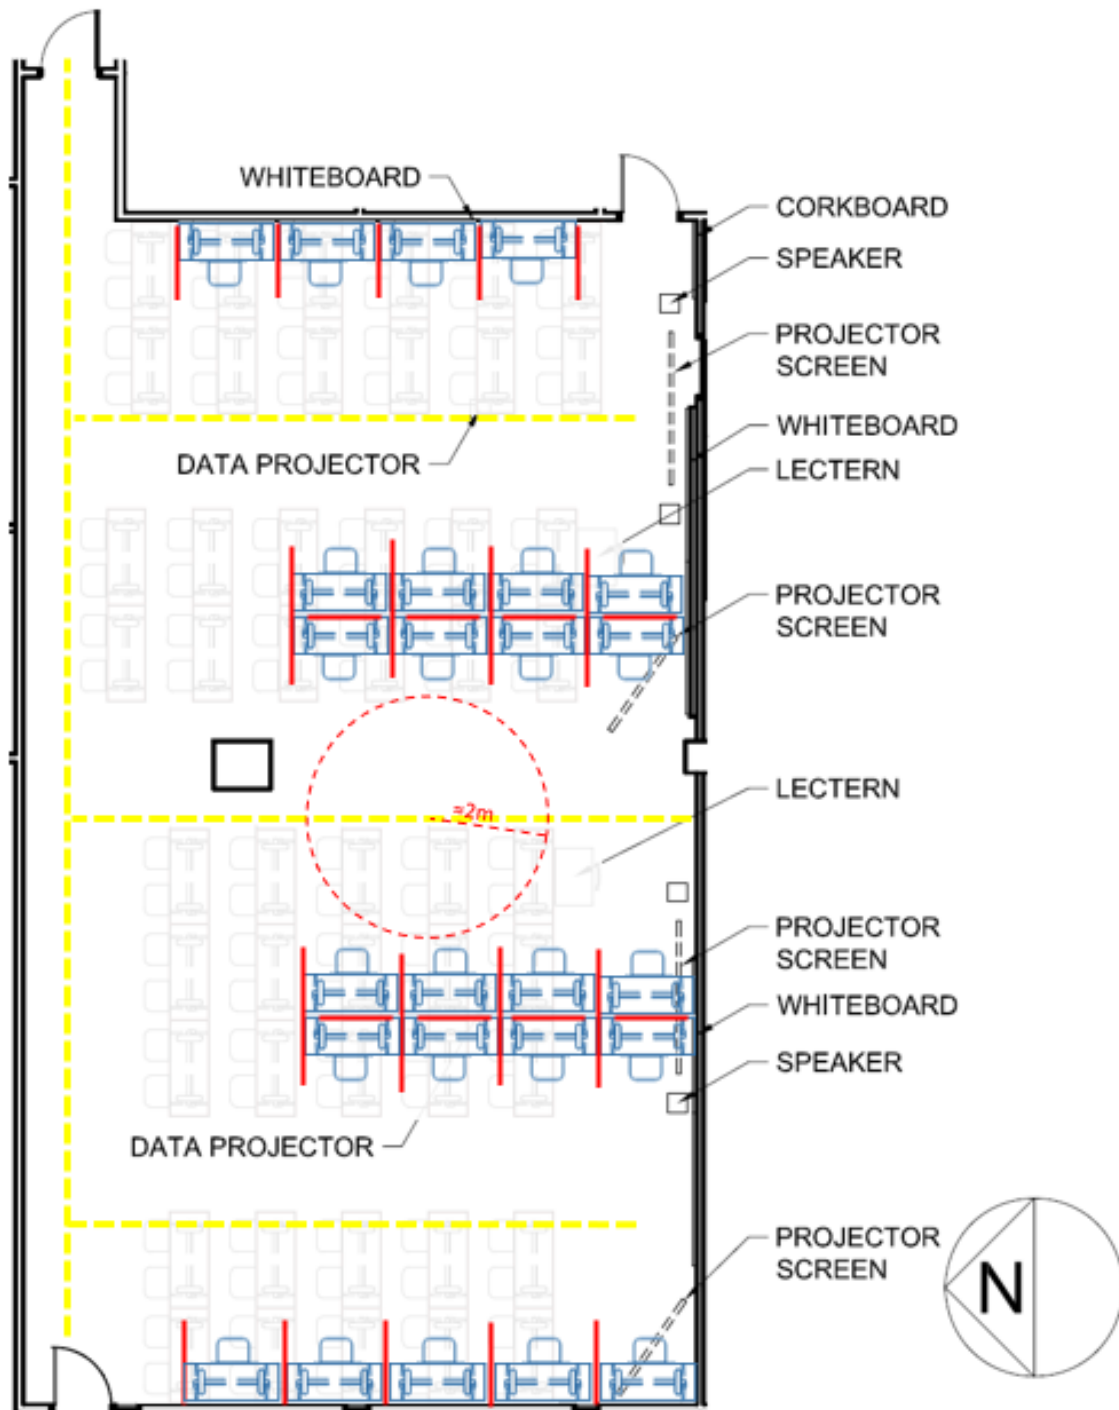 WHITEBOARD
CORKBOARD
SPEAKER
PROJECTOR
SCREEN
WHITEBOARD
DATA PROJECTOR
LECTERN
PROJECTOR
SCREEN
LECTERN
≈2m
PROJECTOR
SCREEN
WHITEBOARD
SPEAKER
DATA PROJECTOR
PROJECTOR
SCREEN
N